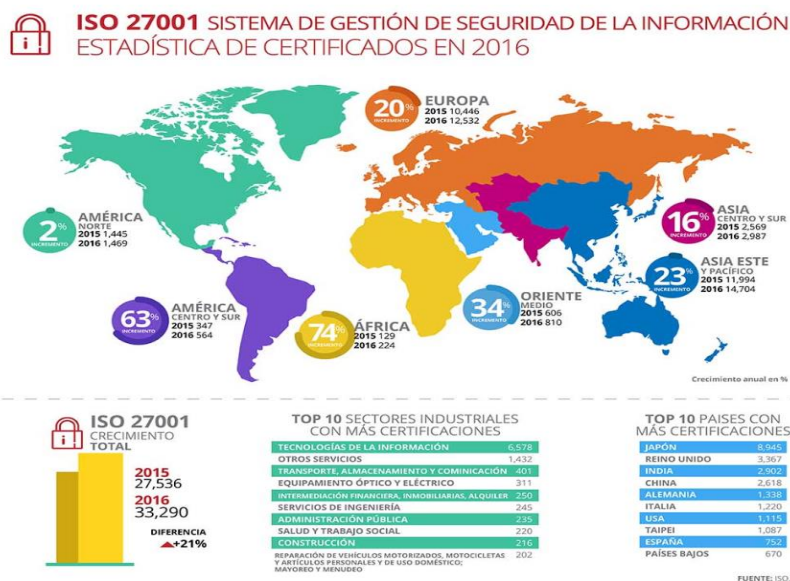 ISO 27001 SISTEMA DE GESTIÓN DE SEGURIDAD DE LA INFORMACIÓN
ESTADÍSTICA DE CERTIFICADOS EN 2016
20%
INCREMENTO
EUROPA
2015 10,446
2016 12,532
2%
INCREMENTO
AMÉRICA
NORTE
2015 1,445
2016 1,469
16%
INCREMENTO
ASIA
CENTRO Y SUR
2015 2,569
2016 2,987
23%
INCREMENTO
ASIA ESTE
Y PACÍFICO
2015 11,994
2016 14,704
63%
INCREMENTO
AMÉRICA
CENTRO Y SUR
2015 347
2016 564
74%
INCREMENTO
ÁFRICA
2015 129
2016 224
34%
INCREMENTO
ORIENTE
MEDIO
2015 606
2016 810
Crecimiento anual en %
ISO 27001
CRECIMIENTO
TOTAL
2015
27,536
2016
33,290
DIFERENCIA
+21%
TOP 10 SECTORES INDUSTRIALES
CON MÁS CERTIFICACIONES
TECNOLOGÍAS DE LA INFORMACIÓN 6,578
OTROS SERVICIOS 1,432
TRANSPORTE, ALMACENAMIENTO Y COMINICACIÓN 401
EQUIPAMIENTO ÓPTICO Y ELÉCTRICO 311
INTERMEDIACIÓN FINANCIERA, INMOBILIARIAS, ALQUILER 250
SERVICIOS DE INGENIERÍA 245
ADMINISTRACIÓN PÚBLICA 235
SALUD Y TRABAJO SOCIAL 220
CONSTRUCCIÓN 216
REPARACIÓN DE VEHÍCULOS MOTORIZADOS, MOTOCICLETAS 202
Y ARTÍCULOS PERSONALES Y DE USO DOMÉSTICO;
MAYOREO Y MENUDEO
TOP 10 PAISES CON
MÁS CERTIFICACIONES
JAPÓN 8,945
REINO UNIDO 3,367
INDIA 2,902
CHINA 2,618
ALEMANIA 1,338
ITALIA 1,220
USA 1,115
TAIPEI 1,087
ESPAÑA 752
PAÍSES BAJOS 670
FUENTE: ISO